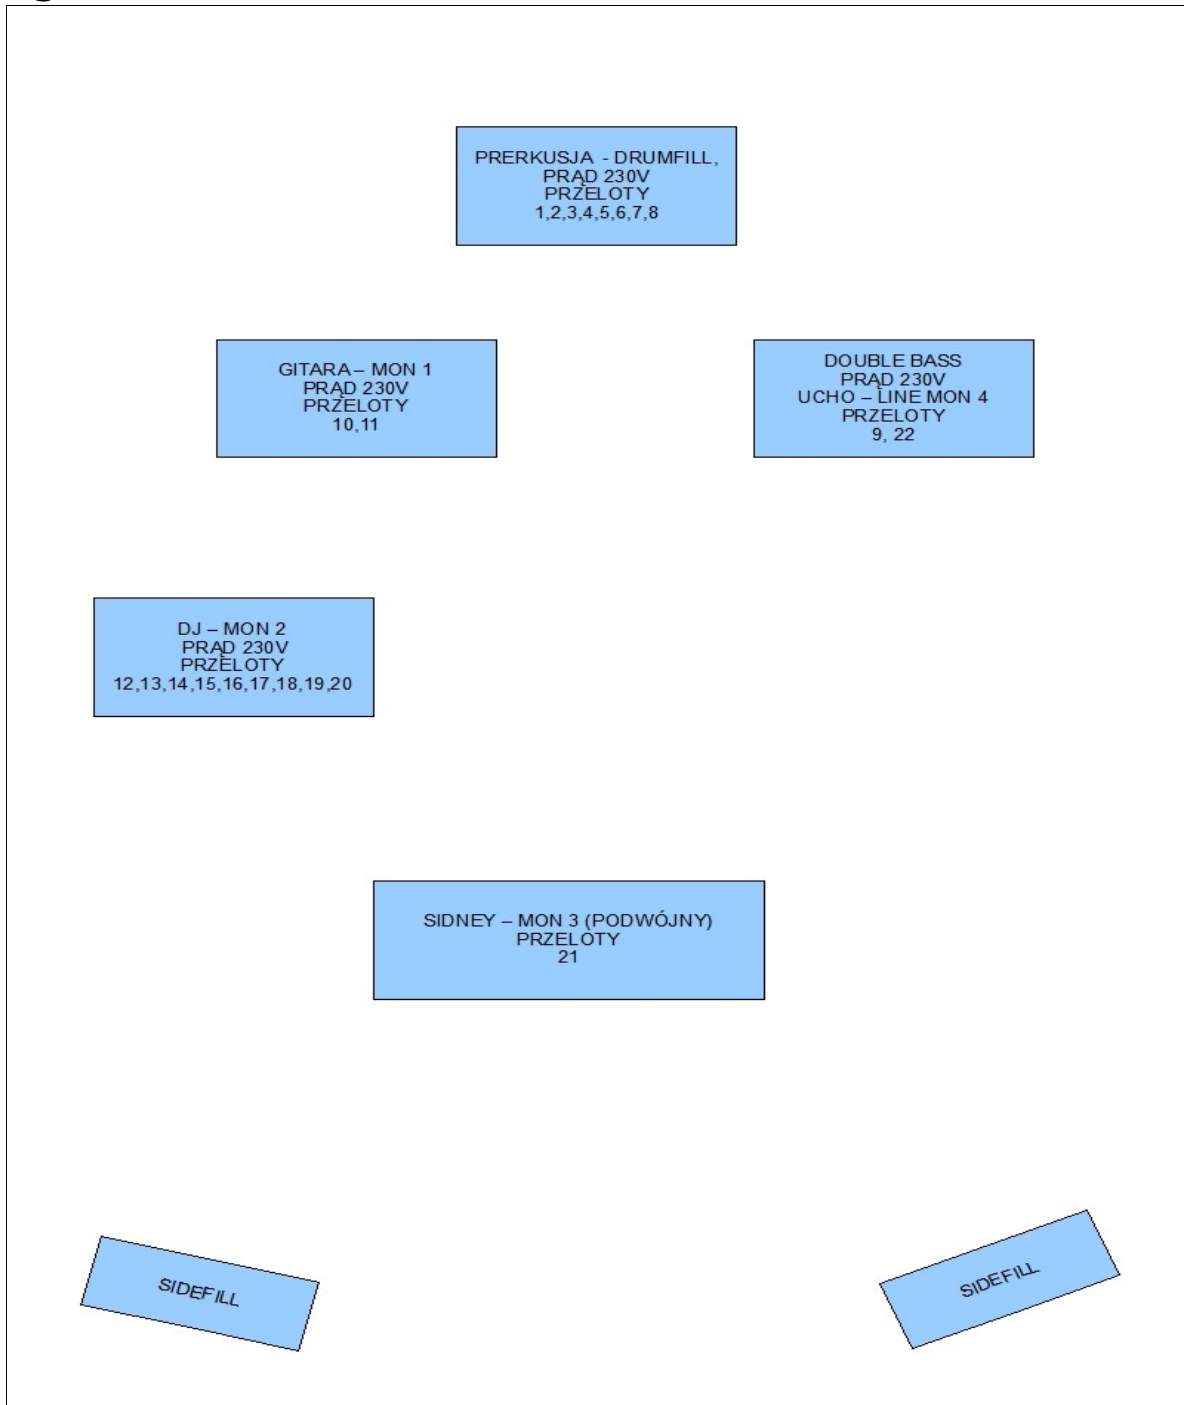 PRERKUSJA - DRUMFILL,
PRĄD 230V
PRZELOTY
1,2,3,4,5,6,7,8
GITARA – MON 1
PRĄD 230V
PRZELOTY
10,11
DOUBLE BASS
PRĄD 230V
UCHO – LINE MON 4
PRZELOTY
9, 22
DJ – MON 2
PRĄD 230V
PRZELOTY
12,13,14,15,16,17,18,19,20
SIDNEY – MON 3 (PODWÓJNY)
PRZELOTY
21
SIDEFILL
SIDEFILL